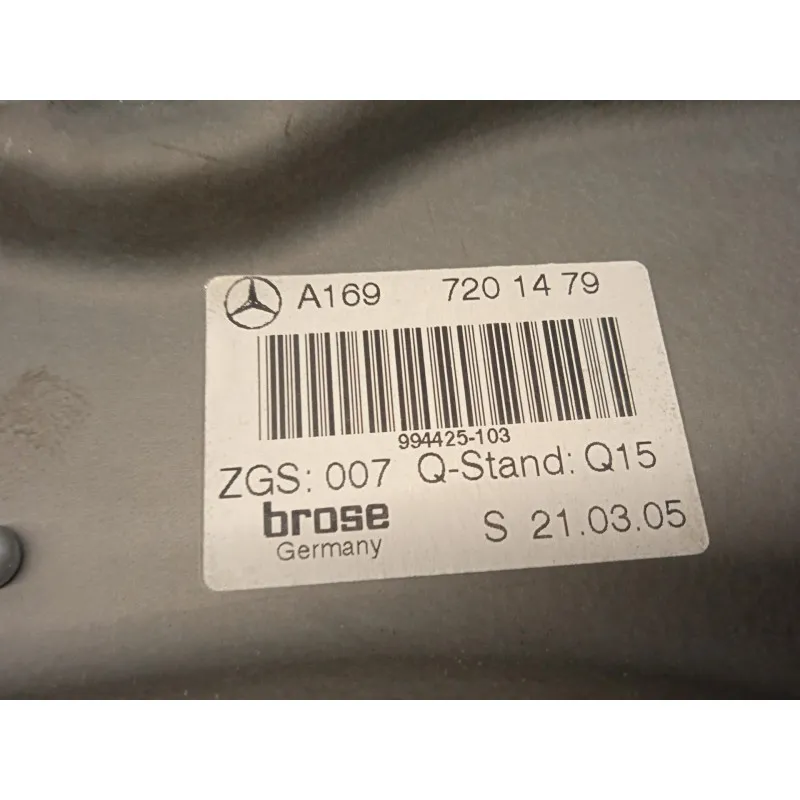 A169 720 14 79
994425-103
ZGS: 007 Q-Stand: Q15
brose
Germany
S 21.03.05